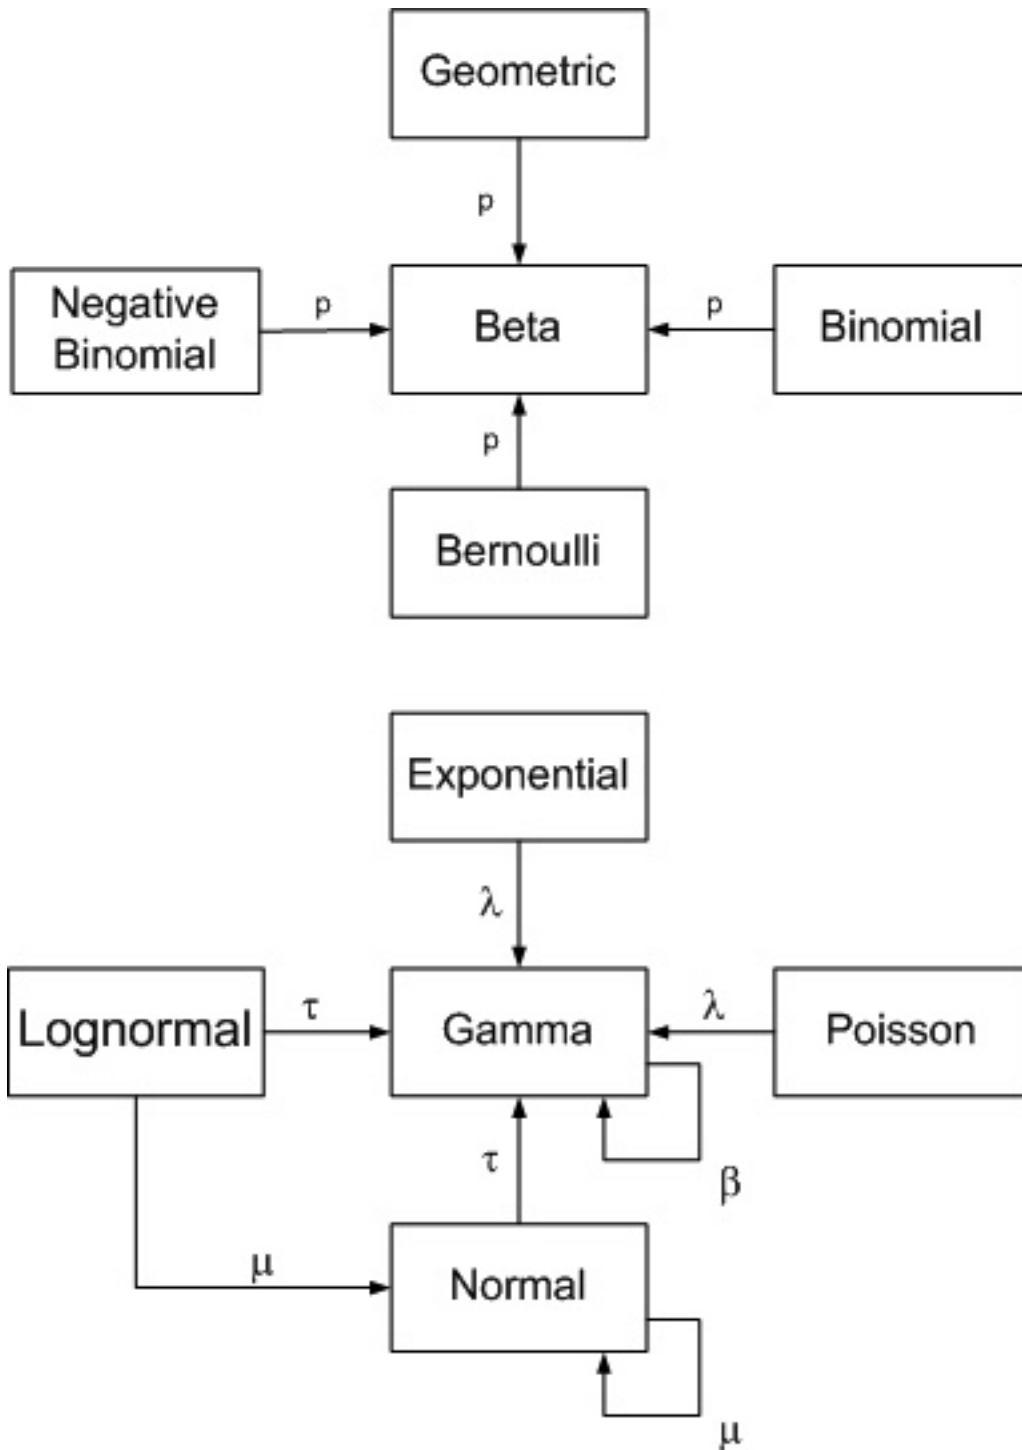 Geometric
p
Negative
Binomial
p
Beta
p
Binomial
p
Bernoulli
Exponential
λ
Lognormal
τ
Gamma
λ
Poisson
τ
β
μ
Normal
μ